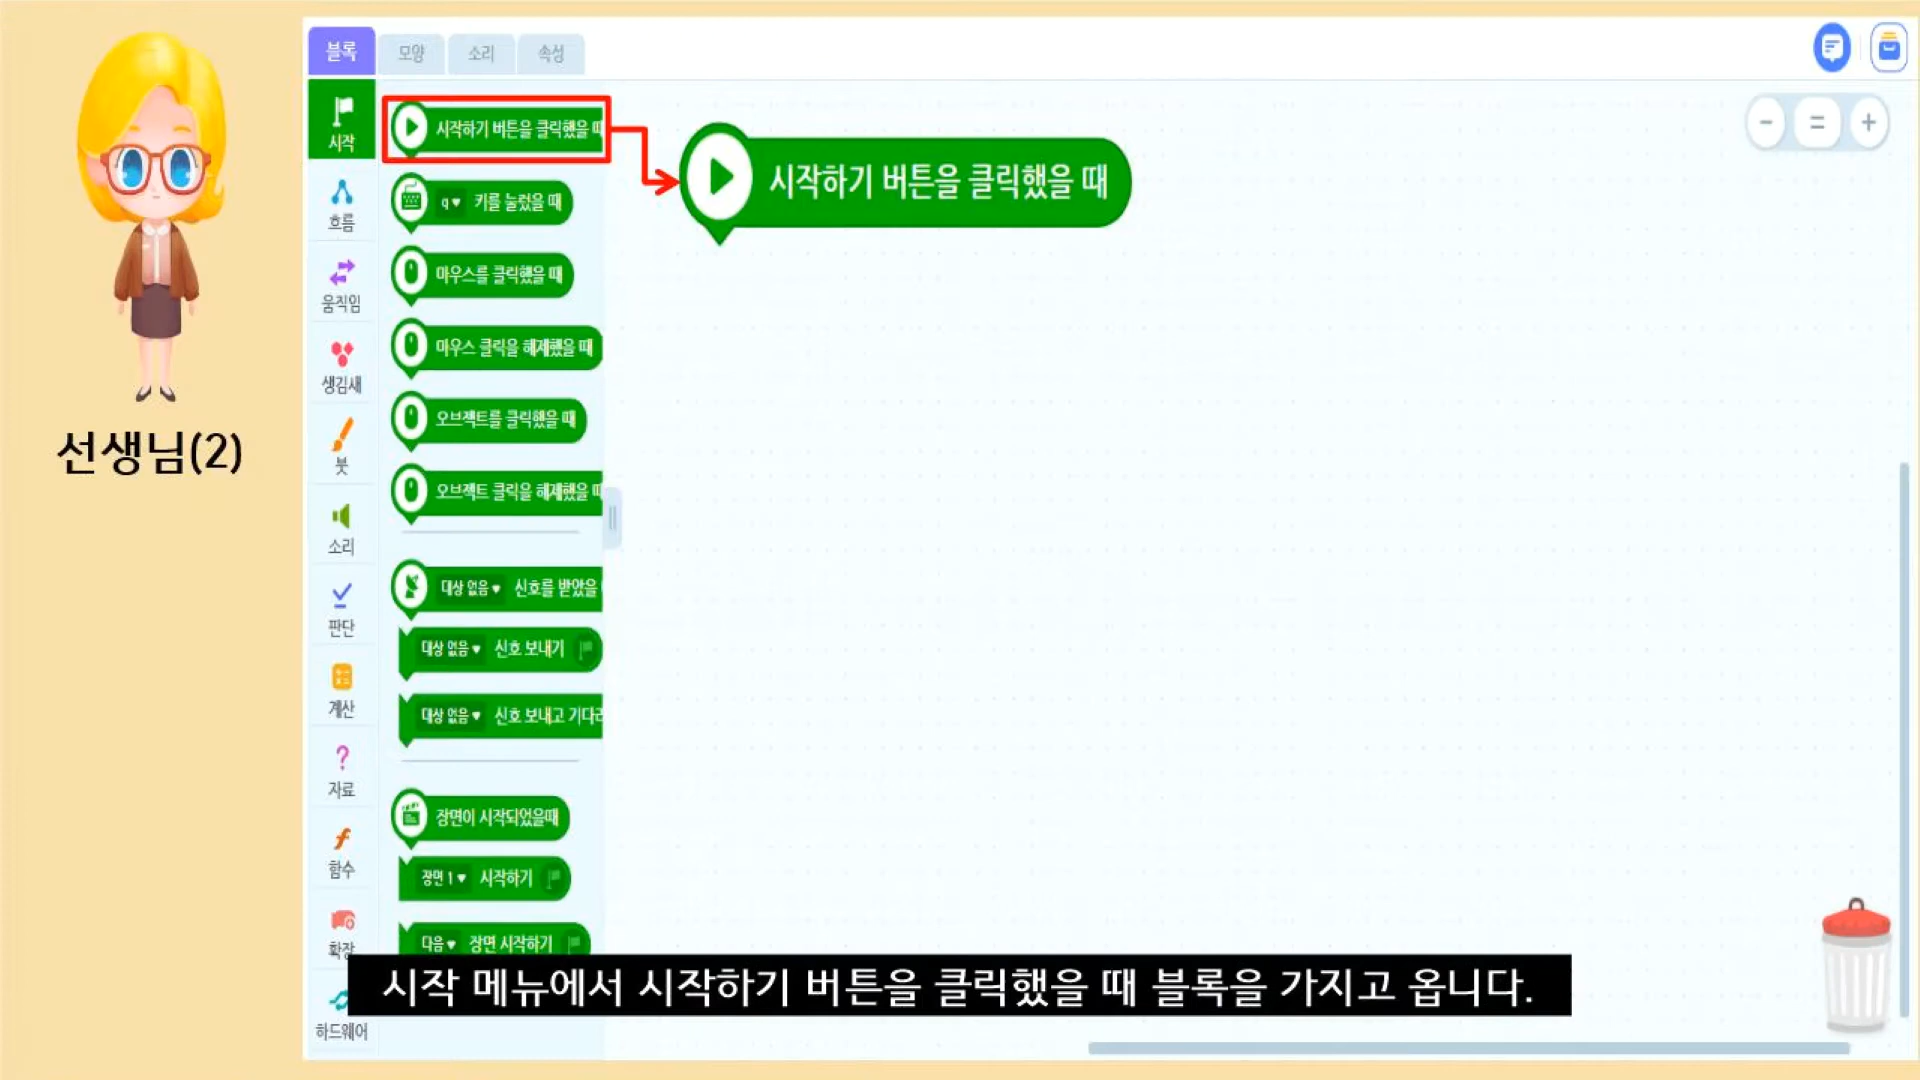 선생님(2)
블록
모양
소리
속성
시작
흐름
움직임
생김새
붓
소리
판단
계산
자료
함수
확장
하드웨어
시작하기 버튼을 클릭했을 때
q 키를 눌렀을 때
마우스를 클릭했을 때
마우스 클릭을 해제했을 때
오브젝트를 클릭했을 때
오브젝트 클릭을 해제했을 때
대상 없음 신호를 받았을
대상 없음 신호 보내기
대상 없음 신호 보내고 기다리
장면이 시작되었을때
장면 1 시작하기
다음 장면 시작하기
시작하기 버튼을 클릭했을 때
시작 메뉴에서 시작하기 버튼을 클릭했을 때 블록을 가지고 옵니다.